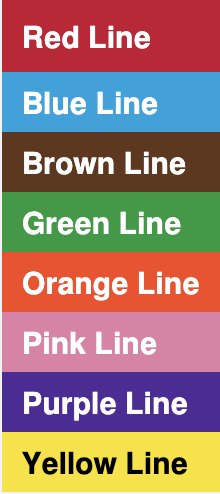 Red Line
Blue Line
Brown Line
Green Line
Orange Line
Pink Line
Purple Line
Yellow Line